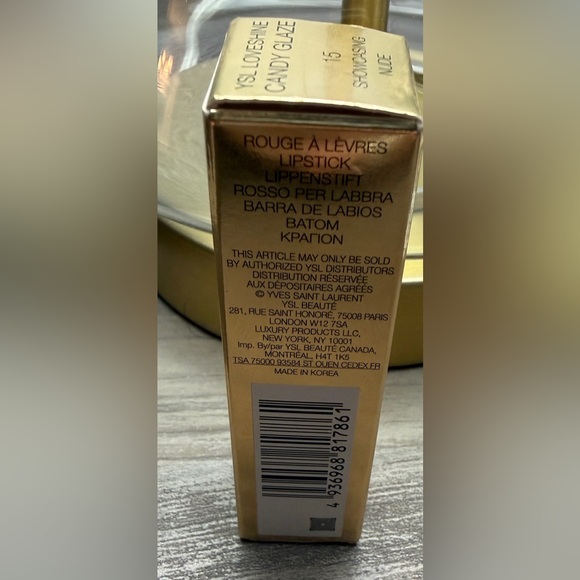 YSL LOVESHINE
CANDY GLAZE
15
SHOWCASING
NUDE
ROUGE À LÈVRES
LIPSTICK
LIPPENSTIFT
ROSSO PER LABBRA
BARRA DE LABIOS
BATOM
ΚΡΑΓΙΟΝ
THIS ARTICLE MAY ONLY BE SOLD
BY AUTHORIZED YSL DISTRIBUTORS
DISTRIBUTION RÉSERVÉE
AUX DÉPOSITAIRES AGRÉÉS
© YVES SAINT LAURENT
YSL BEAUTÉ
281, RUE SAINT HONORÉ, 75008 PARIS
LONDON W12 7SA
LUXURY PRODUCTS LLC,
NEW YORK, NY 10001
Imp. By/par YSL BEAUTÉ CANADA,
MONTRÉAL, H4T 1K5
TSA 75000 93584 ST OUEN CEDEX FR
MADE IN KOREA
4 936968 817861